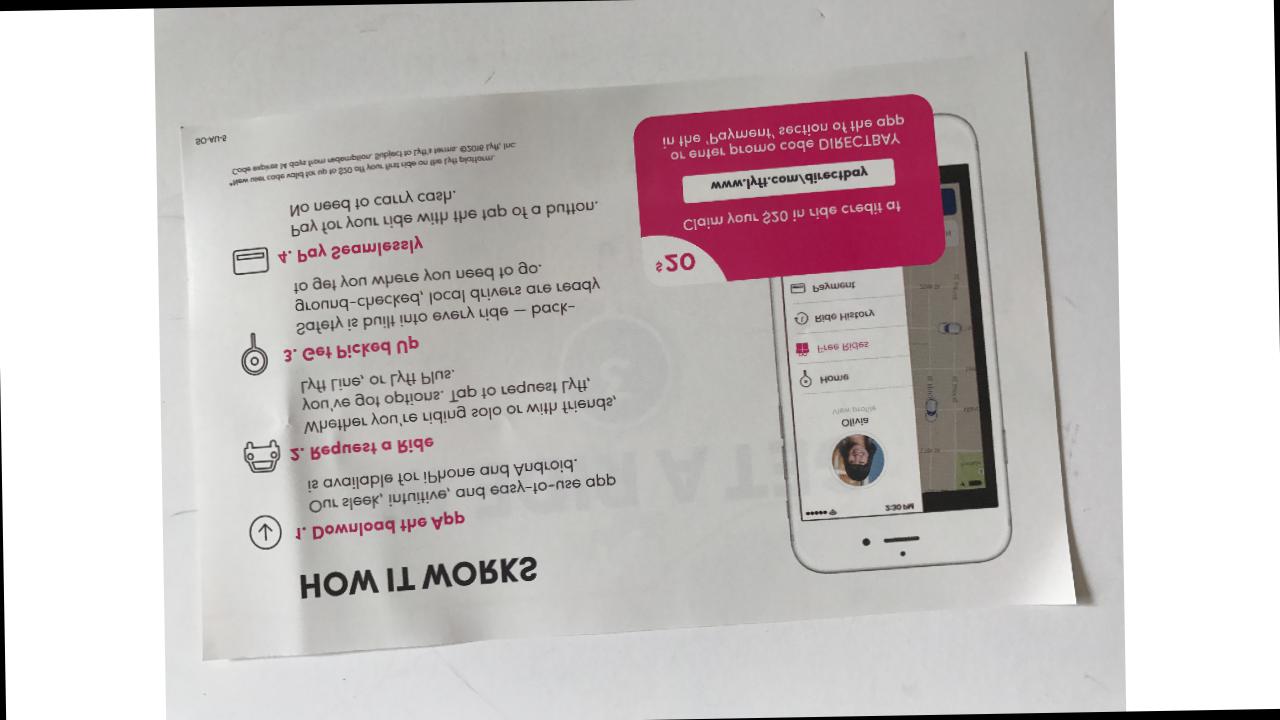 HOW IT WORKS
1. Download the App
Our sleek, intuitive, and easy-to-use app
is available for iPhone and Android.
2. Request a Ride
Whether you're riding solo or with friends,
you've got options. Tap to request Lyft,
Lyft Line, or Lyft Plus.
3. Get Picked Up
Safety is built into every ride — back-
ground-checked, local drivers are ready
to get you where you need to go.
4. Pay Seamlessly
Pay for your ride with the tap of a button.
No need to carry cash.
*New user code valid for up to $20 off your first ride on the Lyft platform.
Code expires 14 days from redemption. Subject to Lyft's terms. ©2016 Lyft, Inc.
SO-AU-5
2:30 PM
Olivia
View profile
Home
Free Rides
Ride History
Payment
$20
Claim your $20 in ride credit at
www.lyft.com/directbay
or enter promo code DIRECTBAY
in the 'Payment' section of the app